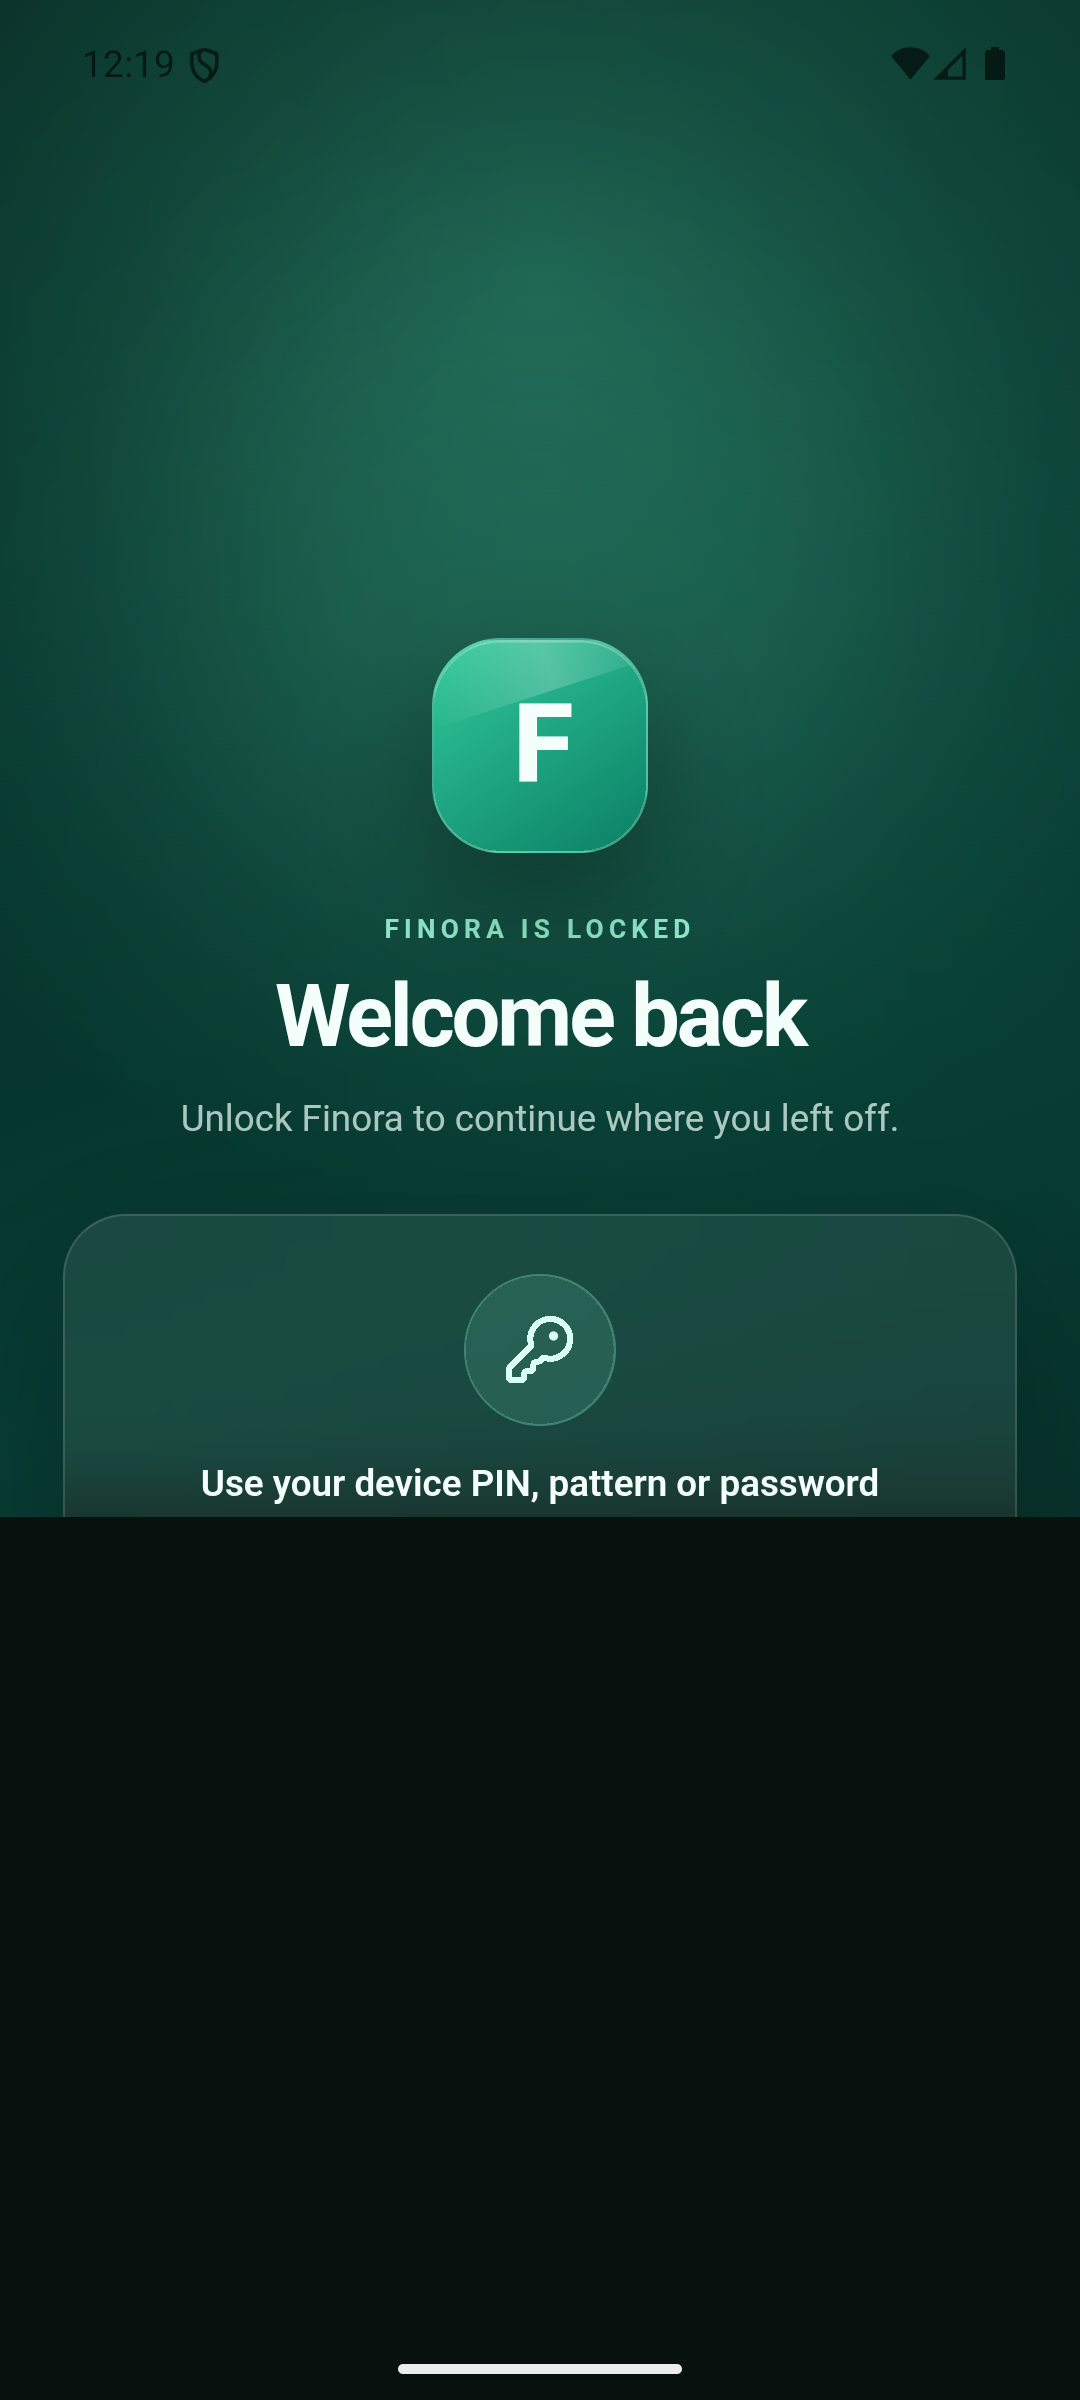 12:19
F
FINORA IS LOCKED
Welcome back
Unlock Finora to continue where you left off.
Use your device PIN, pattern or password